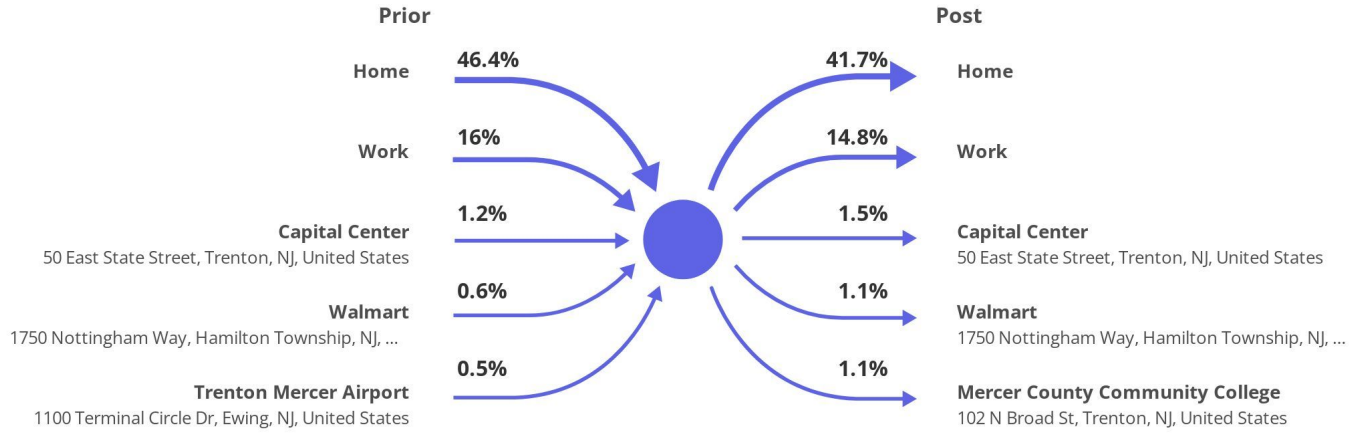 Prior
Post
Home
46.4%
41.7%
Home
Work
16%
14.8%
Work
Capital Center
50 East State Street, Trenton, NJ, United States
1.2%
1.5%
Capital Center
50 East State Street, Trenton, NJ, United States
Walmart
1750 Nottingham Way, Hamilton Township, NJ, ...
0.6%
1.1%
Walmart
1750 Nottingham Way, Hamilton Township, NJ, ...
Trenton Mercer Airport
1100 Terminal Circle Dr, Ewing, NJ, United States
0.5%
1.1%
Mercer County Community College
102 N Broad St, Trenton, NJ, United States